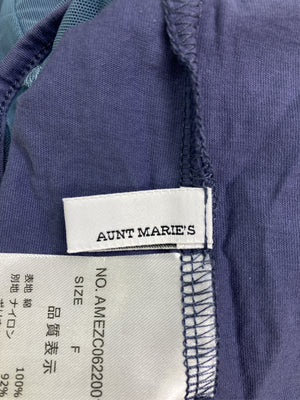 AUNT MARIE'S
NO. AMEZC062200
SIZE F
品質表示
表地 綿 100%
別地 ナイロン 92%